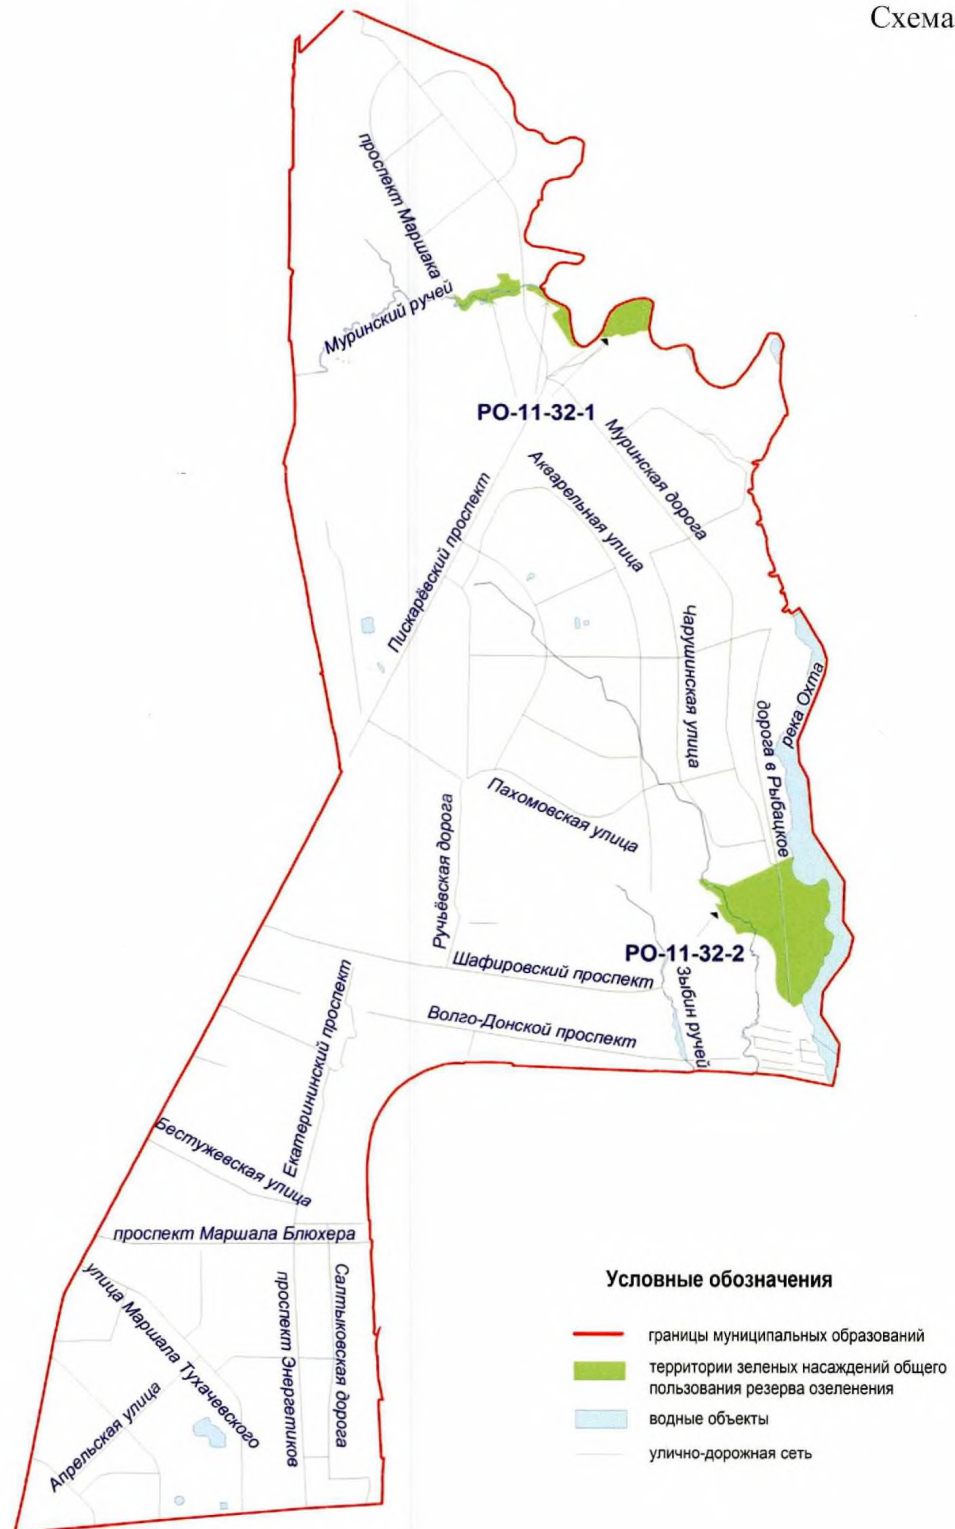 Схема
проспект Маршака
Муринский ручей
РО-11-32-1
Муринская дорога
Акварельная улица
Пискарёвский проспект
Чарушинская улица
река Охта
дорога в Рыбацкое
Пахомовская улица
Ручьёвская дорога
РО-11-32-2
Шафировский проспект
Зыбин ручей
Волго-Донской проспект
Екатерининский проспект
Бестужевская улица
проспект Маршала Блюхера
улица Маршала Тухачевского
проспект Энергетиков
Салтыковская дорога
Апрельская улица
Условные обозначения
границы муниципальных образований
территории зеленых насаждений общего
пользования резерва озеленения
водные объекты
улично-дорожная сеть